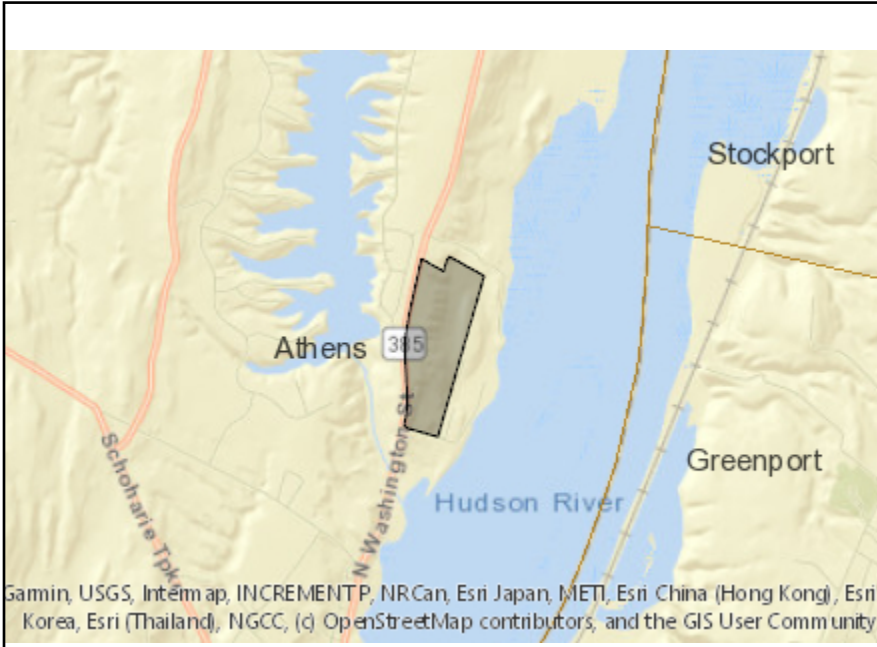 Stockport
Athens
385
Greenport
Schoharie Tpke
N Washington St
Hudson River
Garmin, USGS, Intermap, INCREMENT P, NRCan, Esri Japan, METI, Esri China (Hong Kong), Esri
Korea, Esri (Thailand), NGCC, (c) OpenStreetMap contributors, and the GIS User Community